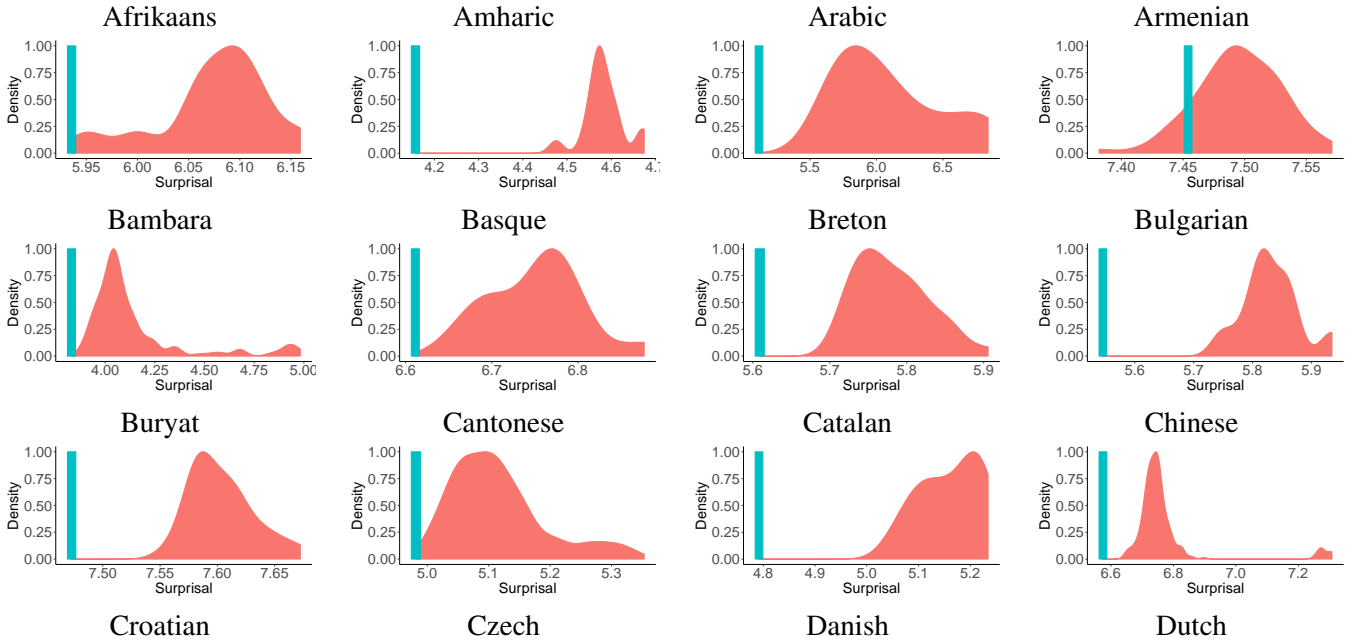 Afrikaans Amharic Arabic Armenian
1.00 1.00 1.00 1.00
0.75 0.75 0.75 0.75
Density Density Density Density
0.50 0.50 0.50 0.50
0.25 0.25 0.25 0.25
0.00 0.00 0.00 0.00
5.95 6.00 6.05 6.10 6.15 4.2 4.3 4.4 4.5 4.6 5.5 6.0 6.5 7.40 7.45 7.50 7.55
Surprisal Surprisal Surprisal Surprisal
Bambara Basque Breton Bulgarian
1.00 1.00 1.00 1.00
0.75 0.75 0.75 0.75
Density Density Density Density
0.50 0.50 0.50 0.50
0.25 0.25 0.25 0.25
0.00 0.00 0.00 0.00
4.00 4.25 4.50 4.75 5.00 6.6 6.7 6.8 5.6 5.7 5.8 5.9 5.6 5.7 5.8 5.9
Surprisal Surprisal Surprisal Surprisal
Buryat Cantonese Catalan Chinese
1.00 1.00 1.00 1.00
0.75 0.75 0.75 0.75
Density Density Density Density
0.50 0.50 0.50 0.50
0.25 0.25 0.25 0.25
0.00 0.00 0.00 0.00
7.50 7.55 7.60 7.65 5.0 5.1 5.2 5.3 4.8 4.9 5.0 5.1 5.2 6.6 6.8 7.0 7.2
Surprisal Surprisal Surprisal Surprisal
Croatian Czech Danish Dutch